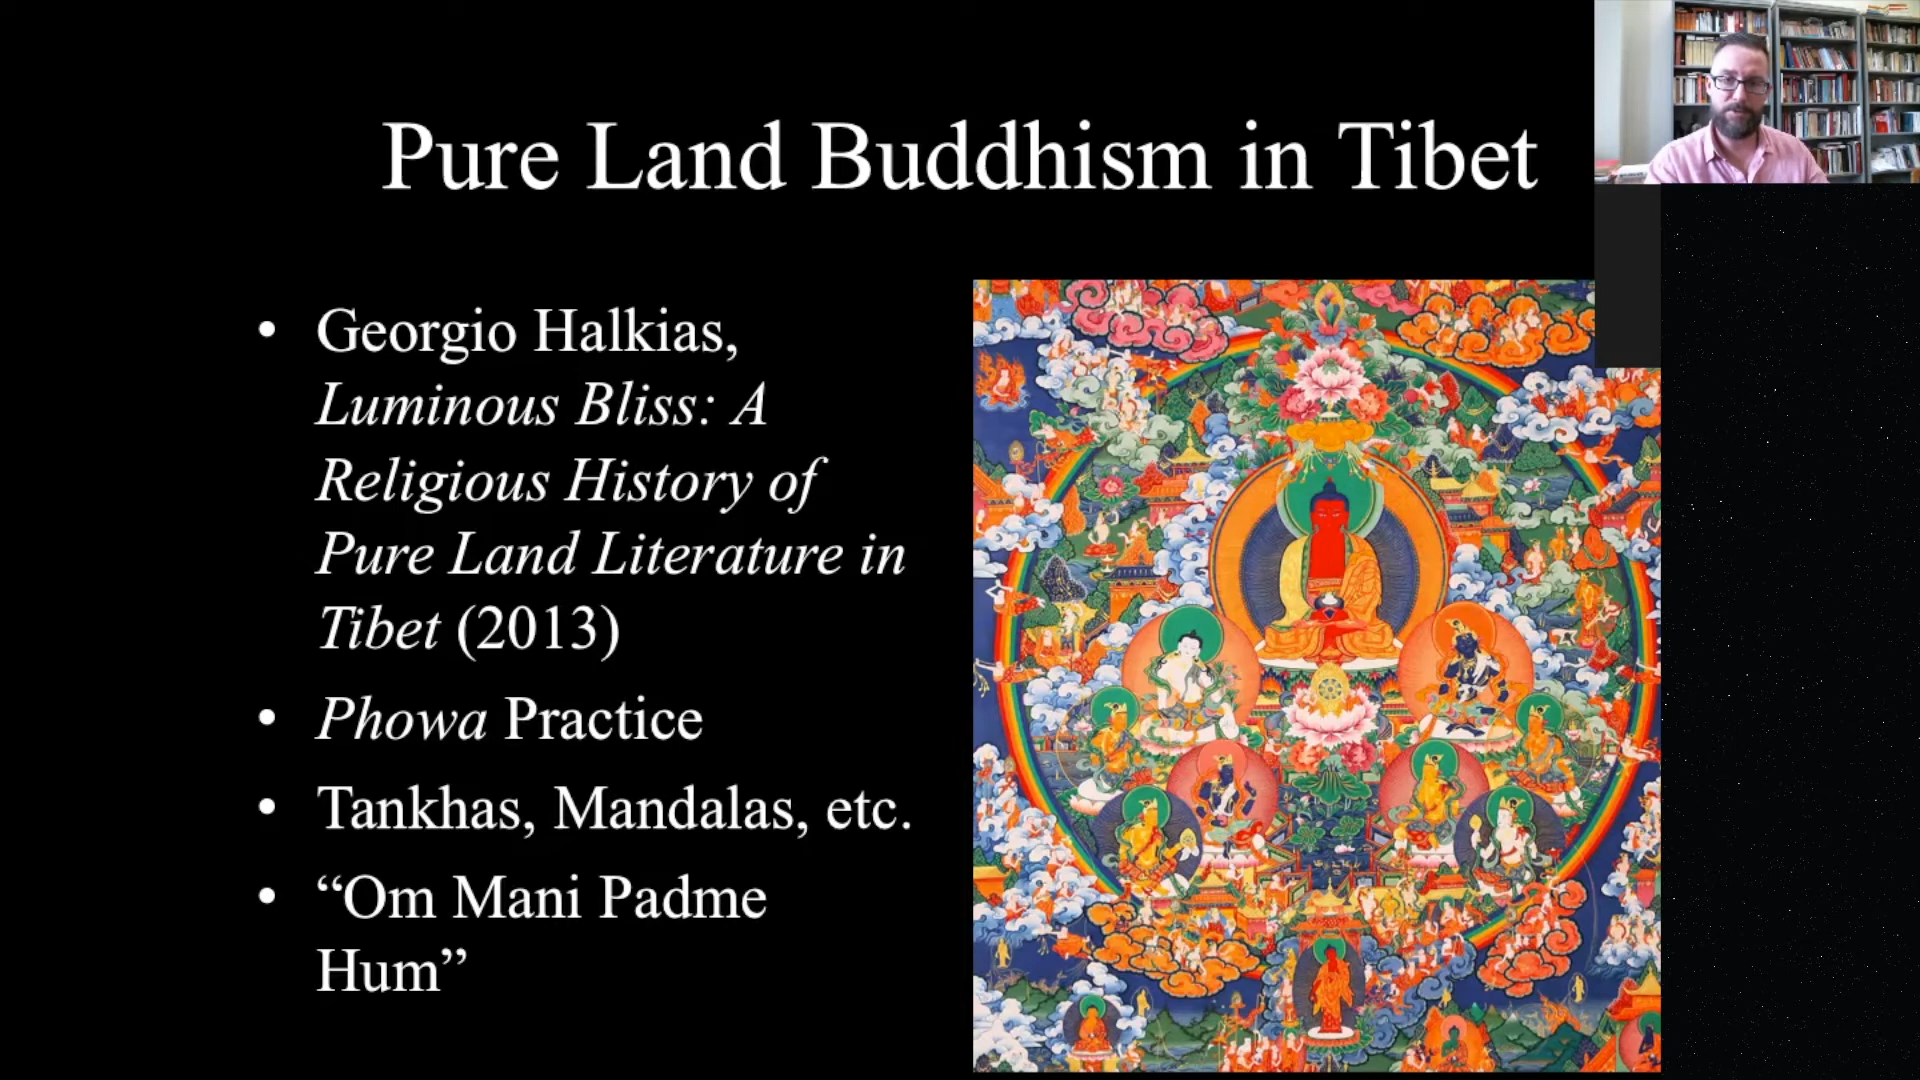 Pure Land Buddhism in Tibet
• Georgio Halkias,
Luminous Bliss: A
Religious History of
Pure Land Literature in
Tibet (2013)
• Phowa Practice
• Tankhas, Mandalas, etc.
• “Om Mani Padme
Hum”